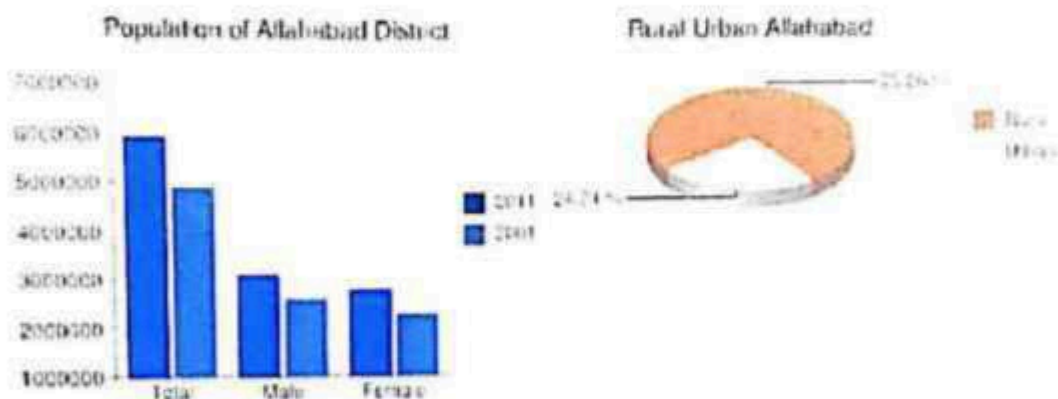 Population of Allahabad District
7000000
6000000
5000000
4000000
3000000
2000000
1000000
Total
Male
Female
2011
2001
Rural Urban Allahabad
24.74 %